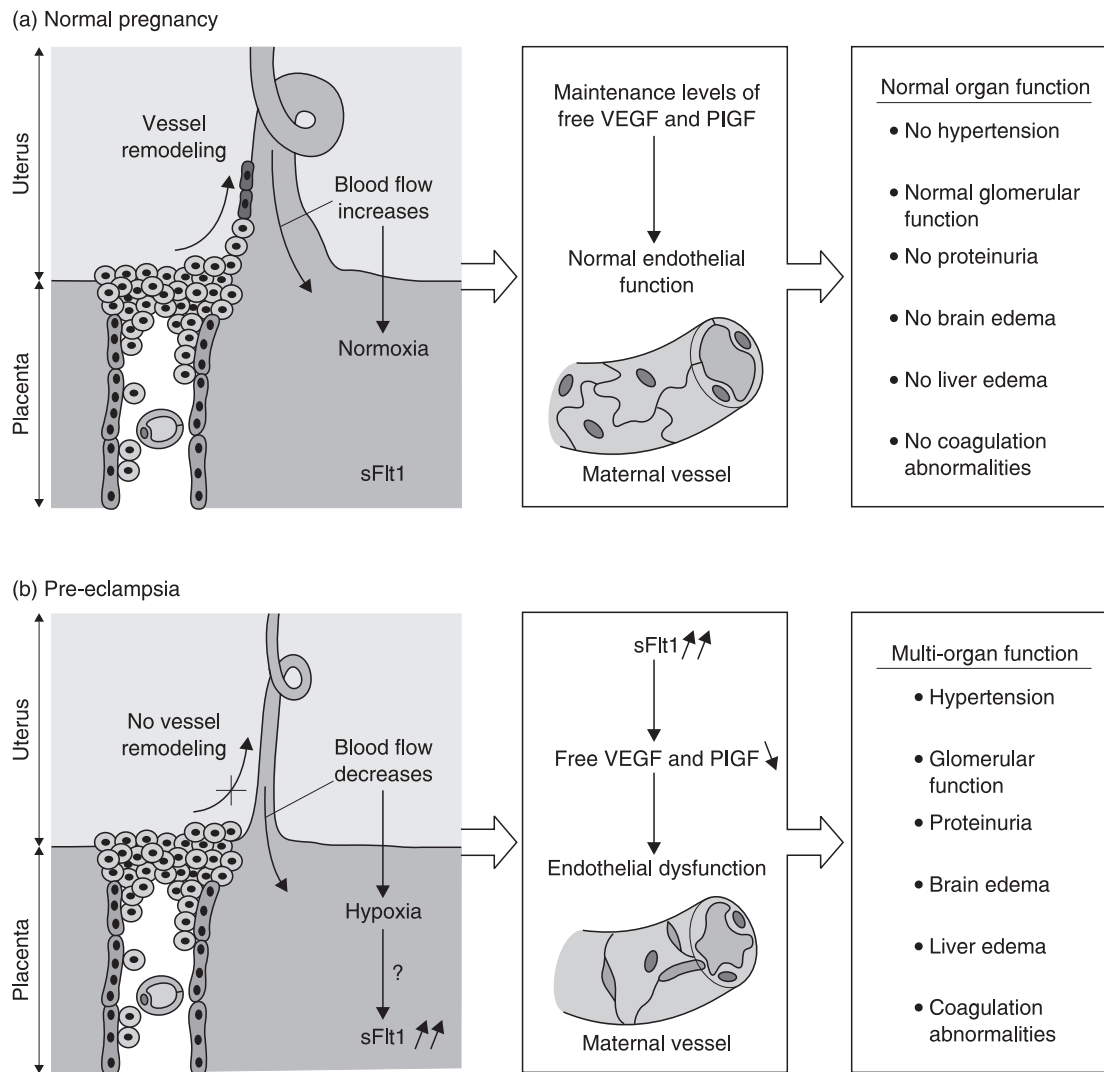 (a) Normal pregnancy
Uterus
Placenta
Vessel
remodeling
Blood flow
increases
Normoxia
sFlt1
Maintenance levels of
free VEGF and PlGF
Normal endothelial
function
Maternal vessel
Normal organ function
• No hypertension
• Normal glomerular
function
• No proteinuria
• No brain edema
• No liver edema
• No coagulation
abnormalities
(b) Pre-eclampsia
Uterus
Placenta
No vessel
remodeling
Blood flow
decreases
Hypoxia
?
sFlt1
sFlt1
Free VEGF and PlGF
Endothelial dysfunction
Maternal vessel
Multi-organ function
• Hypertension
• Glomerular
function
• Proteinuria
• Brain edema
• Liver edema
• Coagulation
abnormalities